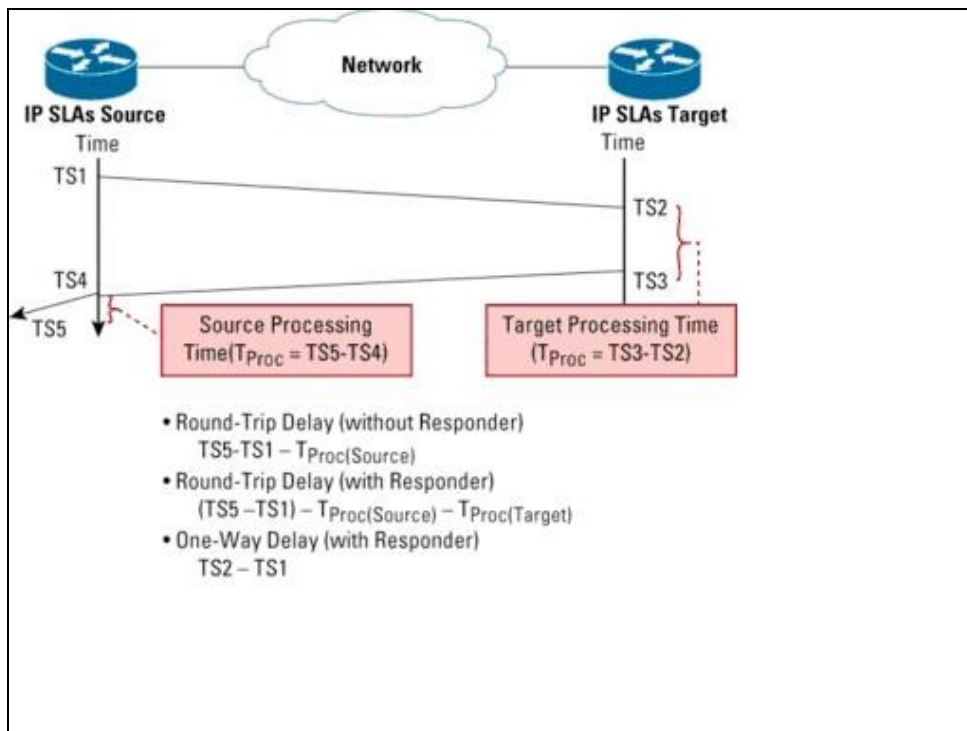 Network
IP SLAs Source
IP SLAs Target
Time
Time
TS1
TS2
TS4
TS3
TS5
Source Processing
Time(TProc = TS5-TS4)
Target Processing Time
(TProc = TS3-TS2)
• Round-Trip Delay (without Responder)
TS5-TS1 – TProc(Source)
• Round-Trip Delay (with Responder)
(TS5 –TS1) – TProc(Source) – TProc(Target)
• One-Way Delay (with Responder)
TS2 – TS1